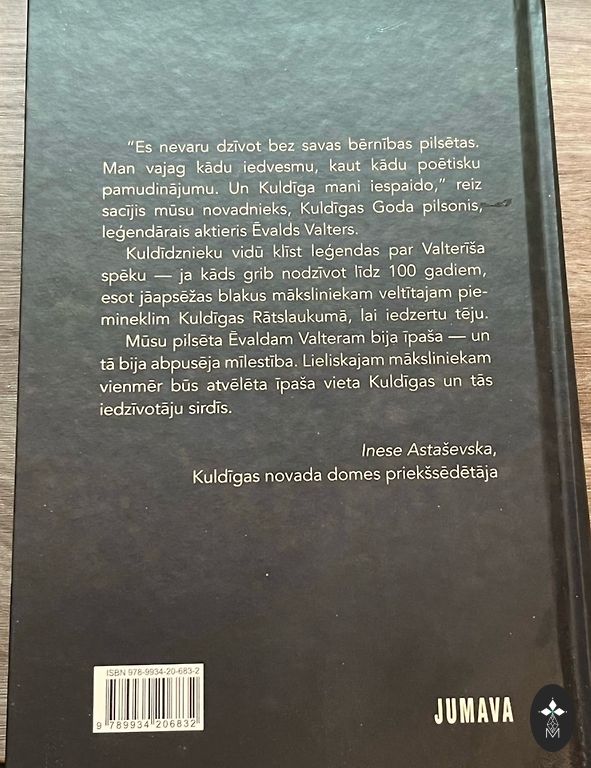 “Es nevaru dzīvot bez savas bērnības pilsētas.
Man vajag kādu iedvesmu, kaut kādu poētisku
pamudinājumu. Un Kuldīga mani iespaido,” reiz
sacījis mūsu novadnieks, Kuldīgas Goda pilsonis,
leģendārais aktieris Ēvalds Valters.
Kuldīdznieku vidū klīst leģendas par Valterīša
spēku — ja kāds grib nodzīvot līdz 100 gadiem,
esot jāapsēžas blakus māksliniekam veltītajam pie-
mineklim Kuldīgas Rātslaukumā, lai iedzertu tēju.
Mūsu pilsēta Ēvaldam Valteram bija īpaša — un
tā bija abpusēja mīlestība. Lieliskajam māksliniekam
vienmēr būs atvēlēta īpaša vieta Kuldīgas un tās
iedzīvotāju sirdīs.
Inese Astaševska,
Kuldīgas novada domes priekšsēdētāja
ISBN 978-9934-20-683-2
9 789934 206832
JUMAVA
M